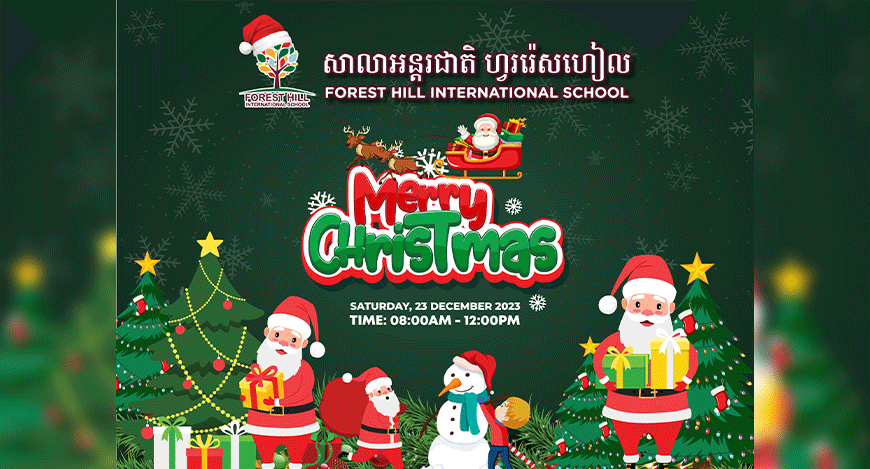 FOREST HILL
INTERNATIONAL SCHOOL
សាលាអន្តរជាតិ ហ្វររ៉េសហៀល
FOREST HILL INTERNATIONAL SCHOOL
Merry
CHrisTmas
SATURDAY, 23 DECEMBER 2023
TIME: 08:00AM - 12:00PM